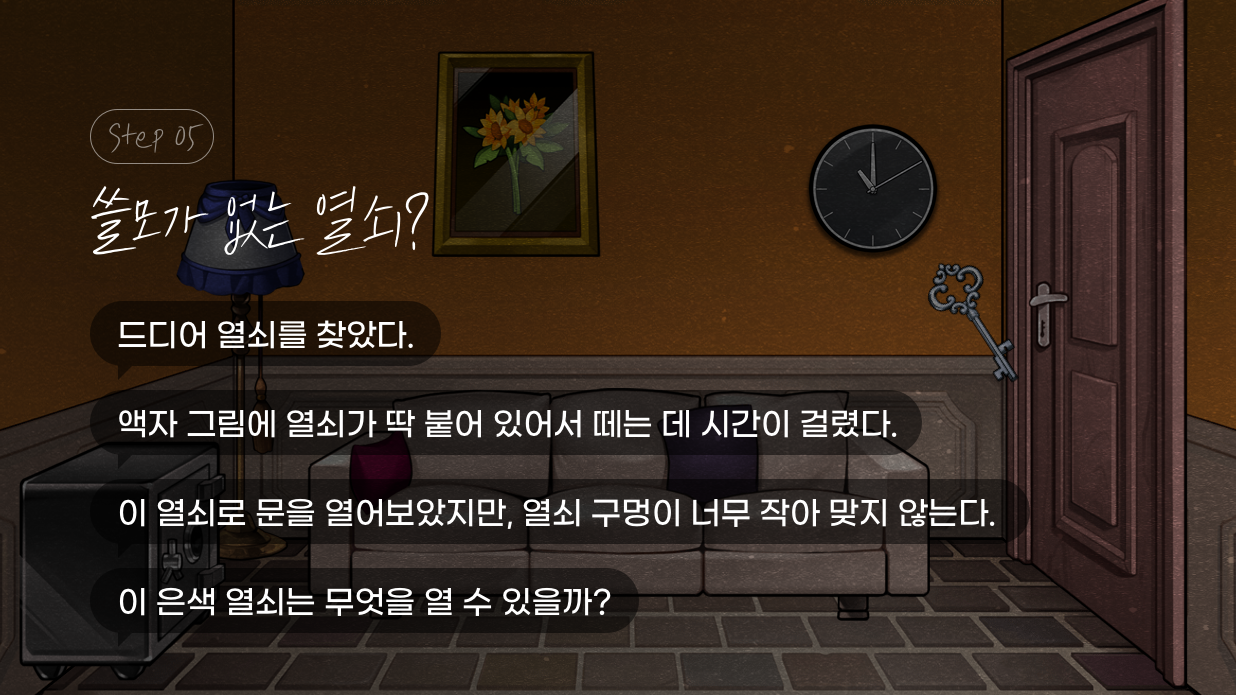 Step 05
쓸모가 없는 열쇠?
드디어 열쇠를 찾았다.
액자 그림에 열쇠가 딱 붙어 있어서 떼는 데 시간이 걸렸다.
이 열쇠로 문을 열어보았지만, 열쇠 구멍이 너무 작아 맞지 않는다.
이 은색 열쇠는 무엇을 열 수 있을까?